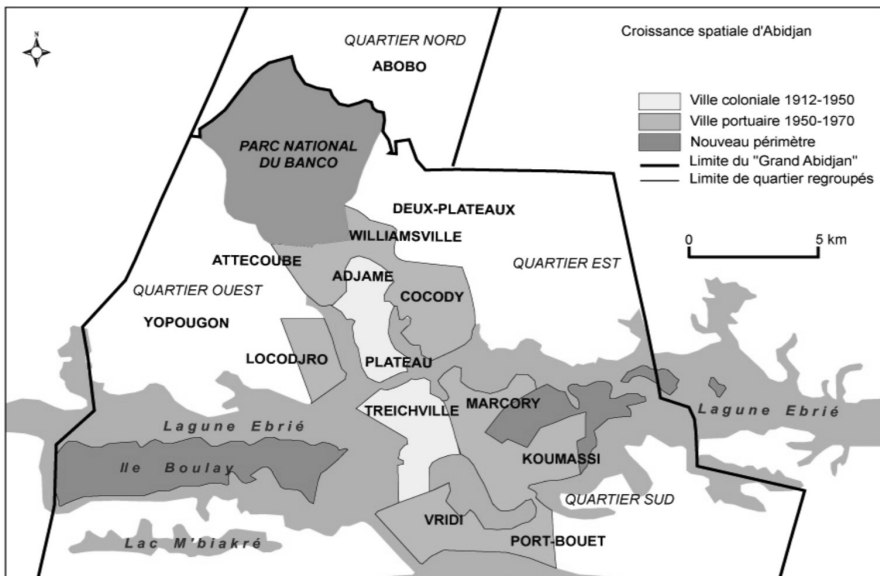 QUARTIER NORD
ABOBO
Croissance spatiale d'Abidjan
Ville coloniale 1912-1950
Ville portuaire 1950-1970
Nouveau périmètre
Limite du "Grand Abidjan"
Limite de quartier regroupés
0 5 km
PARC NATIONAL
DU BANCO
DEUX-PLATEAUX
WILLIAMSVILLE
ATTECOUBE
ADJAME
QUARTIER EST
QUARTIER OUEST
COCODY
YOPOUGON
LOCODJRO
PLATEAU
TREICHVILLE
MARCORY
Lagune Ebrié
Lagune Ebrié
KOUMASSI
Ile Boulay
QUARTIER SUD
VRIDI
PORT-BOUET
Lac M'biakré